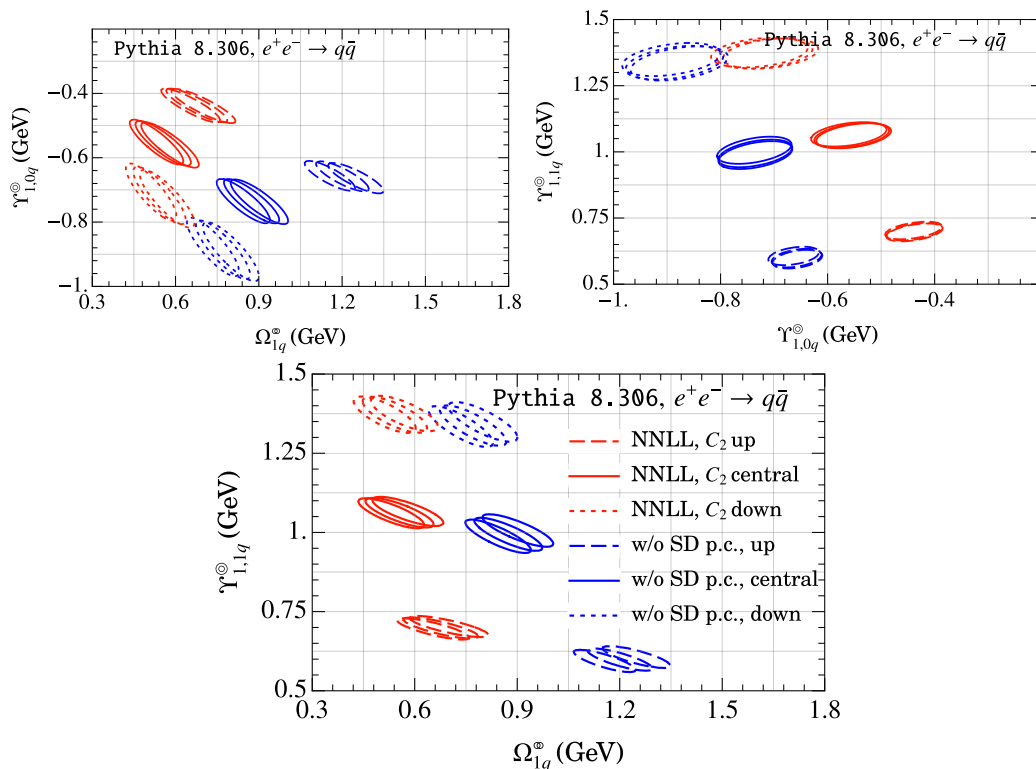 Pythia 8.306, e⁺e⁻ → qq̄
Υ^⊚_{1,0q} (GeV)
−0.4
−0.6
−0.8
−1.
0.3 0.6 0.9 1.2 1.5 1.8
Ω^⚭_{1q} (GeV)
Pythia 8.306, e⁺e⁻ → qq̄
Υ^⊚_{1,1q} (GeV)
1.5
1.25
1.
0.75
0.5
−1. −0.8 −0.6 −0.4
Υ^⊚_{1,0q} (GeV)
Pythia 8.306, e⁺e⁻ → qq̄
Υ^⊚_{1,1q} (GeV)
1.5
1.25
1.
0.75
0.5
NNLL, C₂ up
NNLL, C₂ central
NNLL, C₂ down
w/o SD p.c., up
w/o SD p.c., central
w/o SD p.c., down
0.3 0.6 0.9 1.2 1.5 1.8
Ω^⚭_{1q} (GeV)